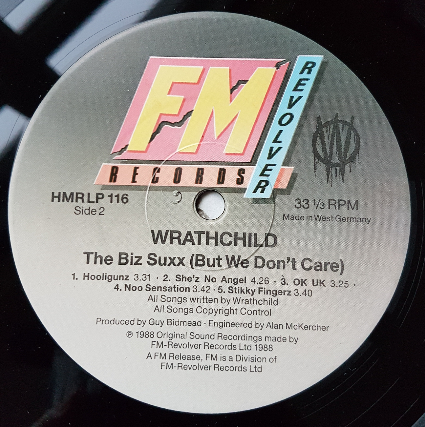 FM
REVOLVER
RECORDS
W
HMR LP 116
Side 2
33 1/3 RPM
Made in West Germany
WRATHCHILD
The Biz Suxx (But We Don't Care)
1. Hooligunz 3.31 · 2. She'z No Angel 4.26 · 3. OK UK 3.25 ·
4. Noo Sensation 3.42 · 5. Stikky Fingerz 3.40
All Songs written by Wrathchild
All Songs Copyright Control
Produced by Guy Bidmead · Engineered by Alan McKercher
℗ 1988 Original Sound Recordings made by
FM-Revolver Records Ltd 1988
A FM Release, FM is a Division of
FM-Revolver Records Ltd